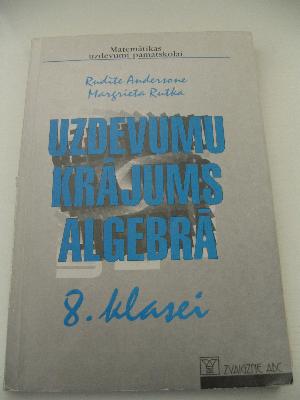 Matemātikas
uzdevumi pamatskolai
Rudīte Andersone
Margrieta Rutka
UZDEVUMU
KRĀJUMS
ALGEBRĀ
8. klasei
ZVAIGZNE ABC